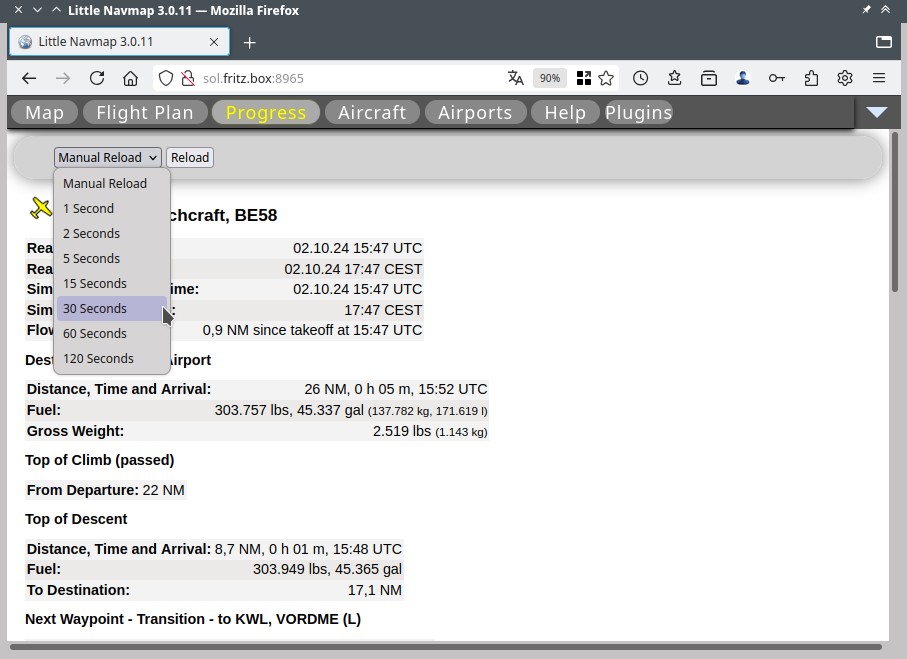 Little Navmap 3.0.11 — Mozilla Firefox
Little Navmap 3.0.11
sol.fritz.box:8965
90%
Map Flight Plan Progress Aircraft Airports Help Plugins
Manual Reload Reload
Manual Reload
1 Second
2 Seconds
5 Seconds
15 Seconds
30 Seconds
60 Seconds
120 Seconds
chcraft, BE58
Rea 02.10.24 15:47 UTC
Rea 02.10.24 17:47 CEST
Sim ime: 02.10.24 15:47 UTC
Sim : 17:47 CEST
Flow 0,9 NM since takeoff at 15:47 UTC
Dest Airport
Distance, Time and Arrival: 26 NM, 0 h 05 m, 15:52 UTC
Fuel: 303.757 lbs, 45.337 gal (137.782 kg, 171.619 l)
Gross Weight: 2.519 lbs (1.143 kg)
Top of Climb (passed)
From Departure: 22 NM
Top of Descent
Distance, Time and Arrival: 8,7 NM, 0 h 01 m, 15:48 UTC
Fuel: 303.949 lbs, 45.365 gal
To Destination: 17,1 NM
Next Waypoint - Transition - to KWL, VORDME (L)